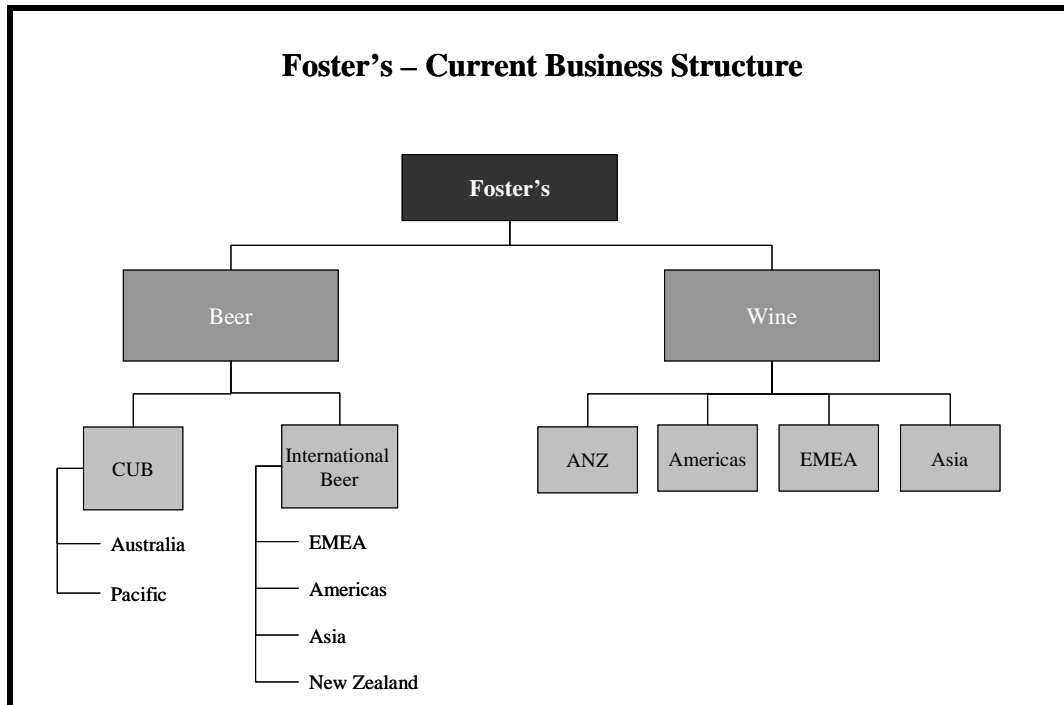 Foster’s – Current Business Structure
Foster’s
Beer
Wine
CUB
International
Beer
ANZ
Americas
EMEA
Asia
Australia
Pacific
EMEA
Americas
Asia
New Zealand